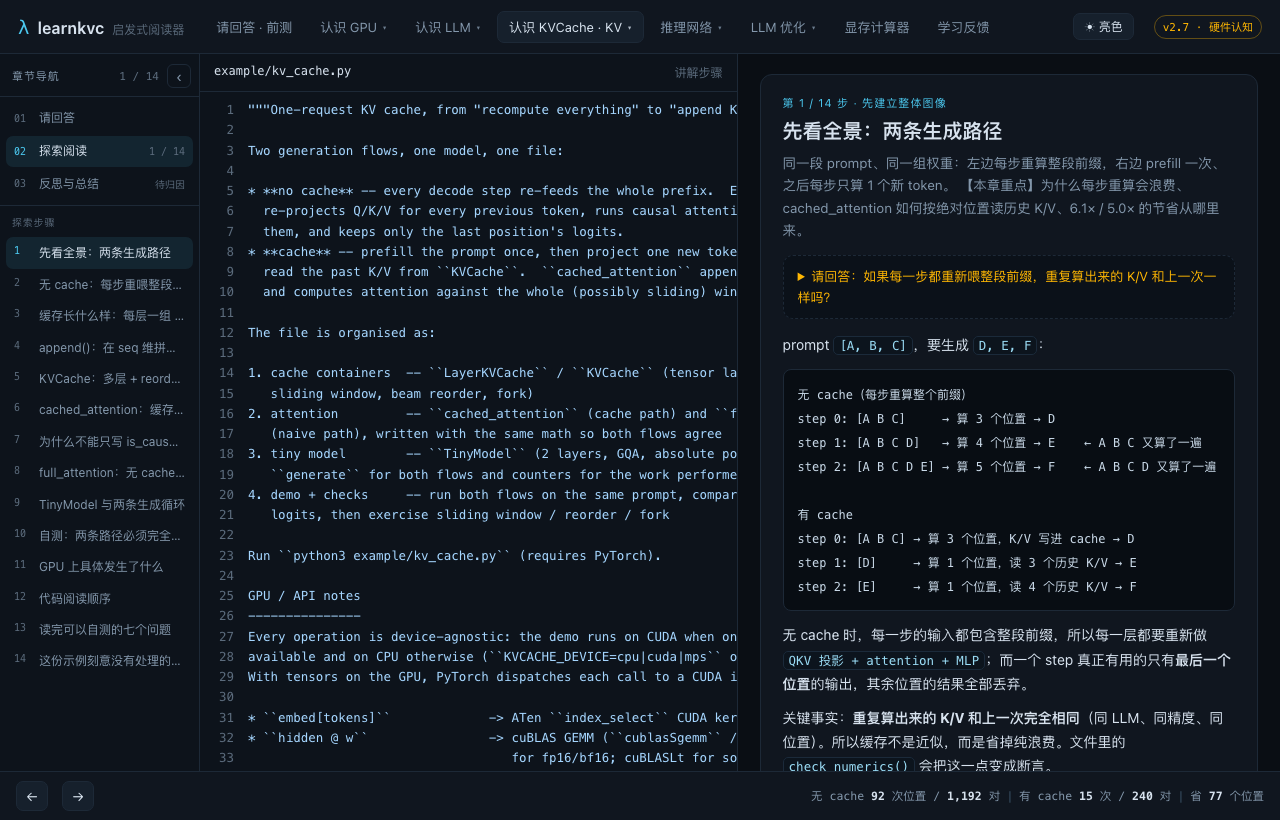 λ learnkvc 启发式阅读器 请回答 · 前测 认识 GPU 认识 LLM 认识 KVCache · KV 推理网络 LLM 优化 显存计算器 学习反馈 ☀ 亮色 v2.7 · 硬件认知
章节导航 1 / 14 ‹
01 请回答
02 探索阅读 1 / 14
03 反思与总结 待归因
探索步骤
1 先看全景：两条生成路径
2 无 cache：每步重喂整段...
3 缓存长什么样：每层一组 ...
4 append()：在 seq 维拼...
5 KVCache：多层 + reord...
6 cached_attention：缓存...
7 为什么不能只写 is_caus...
8 full_attention：无 cache...
9 TinyModel 与两条生成循环
10 自测：两条路径必须完全...
11 GPU 上具体发生了什么
12 代码阅读顺序
13 读完可以自测的七个问题
14 这份示例刻意没有处理的...
example/kv_cache.py 讲解步骤
1 """One-request KV cache, from "recompute everything" to "append K
2
3 Two generation flows, one model, one file:
4
5 * **no cache** -- every decode step re-feeds the whole prefix. E
6 re-projects Q/K/V for every previous token, runs causal attenti
7 them, and keeps only the last position's logits.
8 * **cache** -- prefill the prompt once, then project one new toke
9 read the past K/V from ``KVCache``. ``cached_attention`` appen
10 and computes attention against the whole (possibly sliding) win
11
12 The file is organised as:
13
14 1. cache containers -- ``LayerKVCache`` / ``KVCache`` (tensor la
15 sliding window, beam reorder, fork)
16 2. attention -- ``cached_attention`` (cache path) and ``f
17 (naive path), written with the same math so both flows agree
18 3. tiny model -- ``TinyModel`` (2 layers, GQA, absolute po
19 ``generate`` for both flows and counters for the work performe
20 4. demo + checks -- run both flows on the same prompt, compar
21 logits, then exercise sliding window / reorder / fork
22
23 Run ``python3 example/kv_cache.py`` (requires PyTorch).
24
25 GPU / API notes
26 ---------------
27 Every operation is device-agnostic: the demo runs on CUDA when on
28 available and on CPU otherwise (``KVCACHE_DEVICE=cpu|cuda|mps`` o
29 With tensors on the GPU, PyTorch dispatches each call to a CUDA i
30
31 * ``embed[tokens]`` -> ATen ``index_select`` CUDA ker
32 * ``hidden @ w`` -> cuBLAS GEMM (``cublasSgemm`` /
33 for fp16/bf16; cuBLASLt for so
第 1 / 14 步 · 先建立整体图像
先看全景：两条生成路径
同一段 prompt、同一组权重：左边每步重算整段前缀，右边 prefill 一次、
之后每步只算 1 个新 token。 【本章重点】为什么每步重算会浪费、
cached_attention 如何按绝对位置读历史 K/V、6.1× / 5.0× 的节省从哪里
来。
▶ 请回答：如果每一步都重新喂整段前缀，重复算出来的 K/V 和上一次一
样吗？
prompt [A, B, C]，要生成 D, E, F：
无 cache（每步重算整个前缀）
step 0: [A B C] → 算 3 个位置 → D
step 1: [A B C D] → 算 4 个位置 → E ← A B C 又算了一遍
step 2: [A B C D E] → 算 5 个位置 → F ← A B C D 又算了一遍
有 cache
step 0: [A B C] → 算 3 个位置，K/V 写进 cache → D
step 1: [D] → 算 1 个位置，读 3 个历史 K/V → E
step 2: [E] → 算 1 个位置，读 4 个历史 K/V → F
无 cache 时，每一步的输入都包含整段前缀，所以每一层都要重新做
QKV 投影 + attention + MLP；而一个 step 真正有用的只有最后一个
位置的输出，其余位置的结果全部丢弃。
关键事实：重复算出来的 K/V 和上一次完全相同（同 LLM、同精度、同
位置）。所以缓存不是近似，而是省掉纯浪费。文件里的
check_numerics() 会把这一点变成断言。
← → 无 cache 92 次位置 / 1,192 对 | 有 cache 15 次 / 240 对 | 省 77 个位置